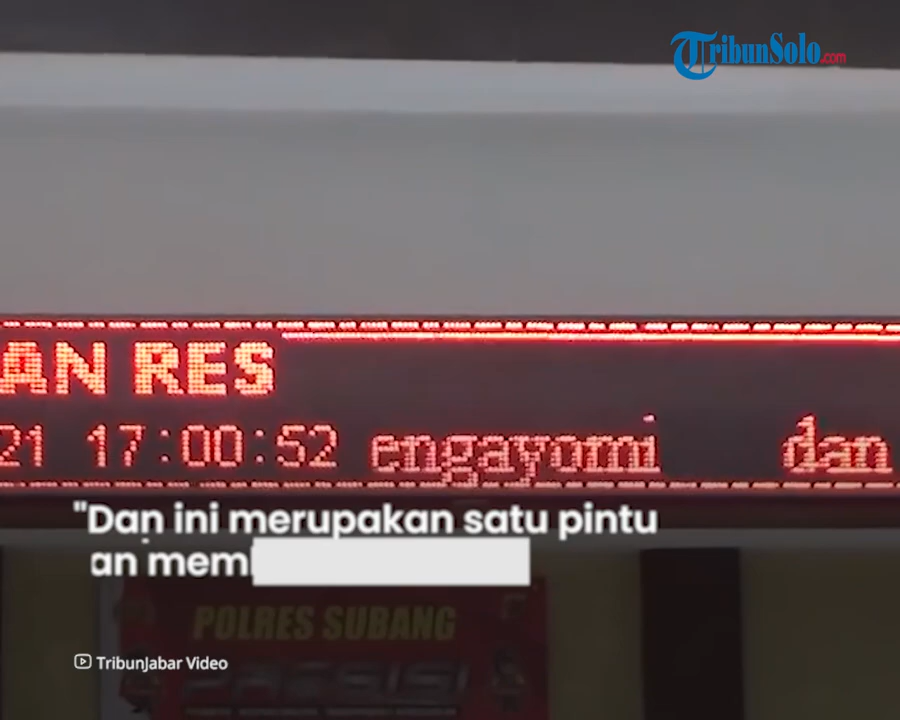 TribunSolo.com
AN RES
21 17:00:52 engayomi dan
"Dan ini merupakan satu pintu
an mem
POLRES SUBANG
PRESISI
TribunJabar Video